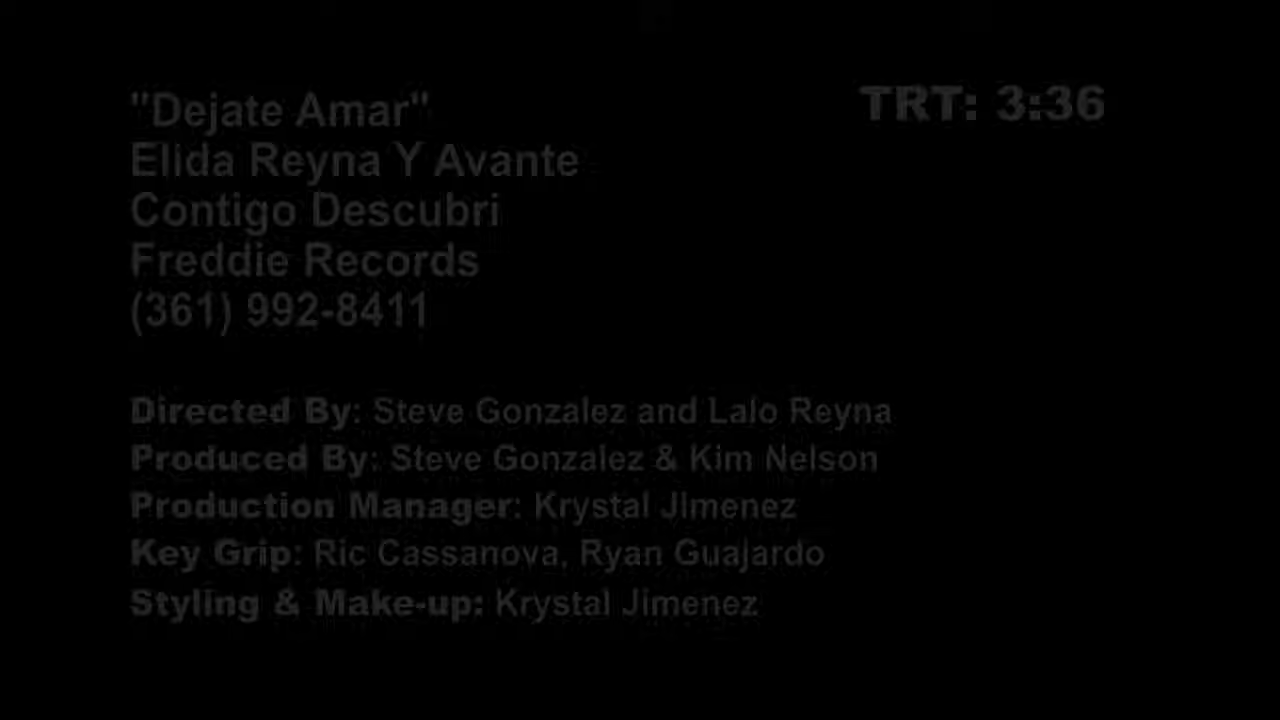 "Dejate Amar"
TRT: 3:36
Elida Reyna Y Avante
Contigo Descubri
Freddie Records
(361) 992-8411
Directed By: Steve Gonzalez and Lalo Reyna
Produced By: Steve Gonzalez & Kim Nelson
Production Manager: Krystal JImenez
Key Grip: Ric Cassanova, Ryan Guajardo
Styling & Make-up: Krystal Jimenez